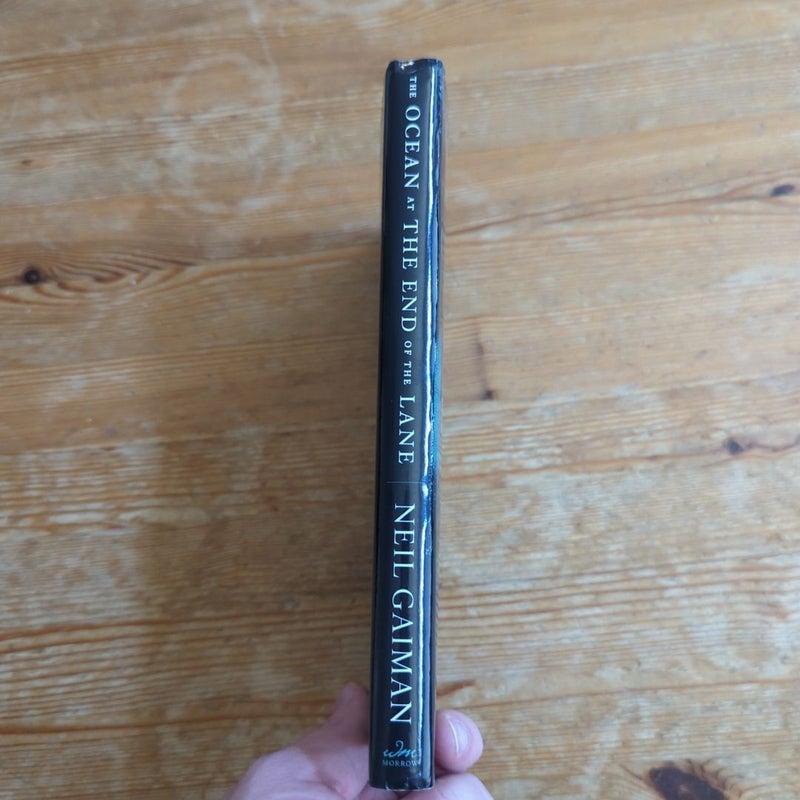 THE OCEAN AT THE END OF THE LANE
NEIL GAIMAN
wm
MORROW